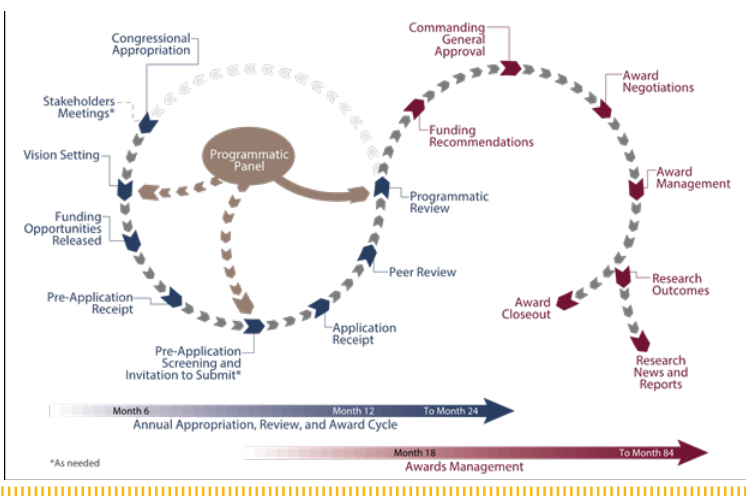 Congressional
Appropriation
Stakeholders
Meetings*
Vision Setting
Funding
Opportunities
Released
Pre-Application
Receipt
Pre-Application
Screening and
Invitation to Submit*
Application
Receipt
Peer Review
Programmatic
Review
Programmatic
Panel
Funding
Recommendations
Commanding
General
Approval
Award
Negotiations
Award
Management
Research
Outcomes
Award
Closeout
Research
News and
Reports
Month 6
Month 12
To Month 24
Annual Appropriation, Review, and Award Cycle
Month 18
To Month 84
Awards Management
*As needed